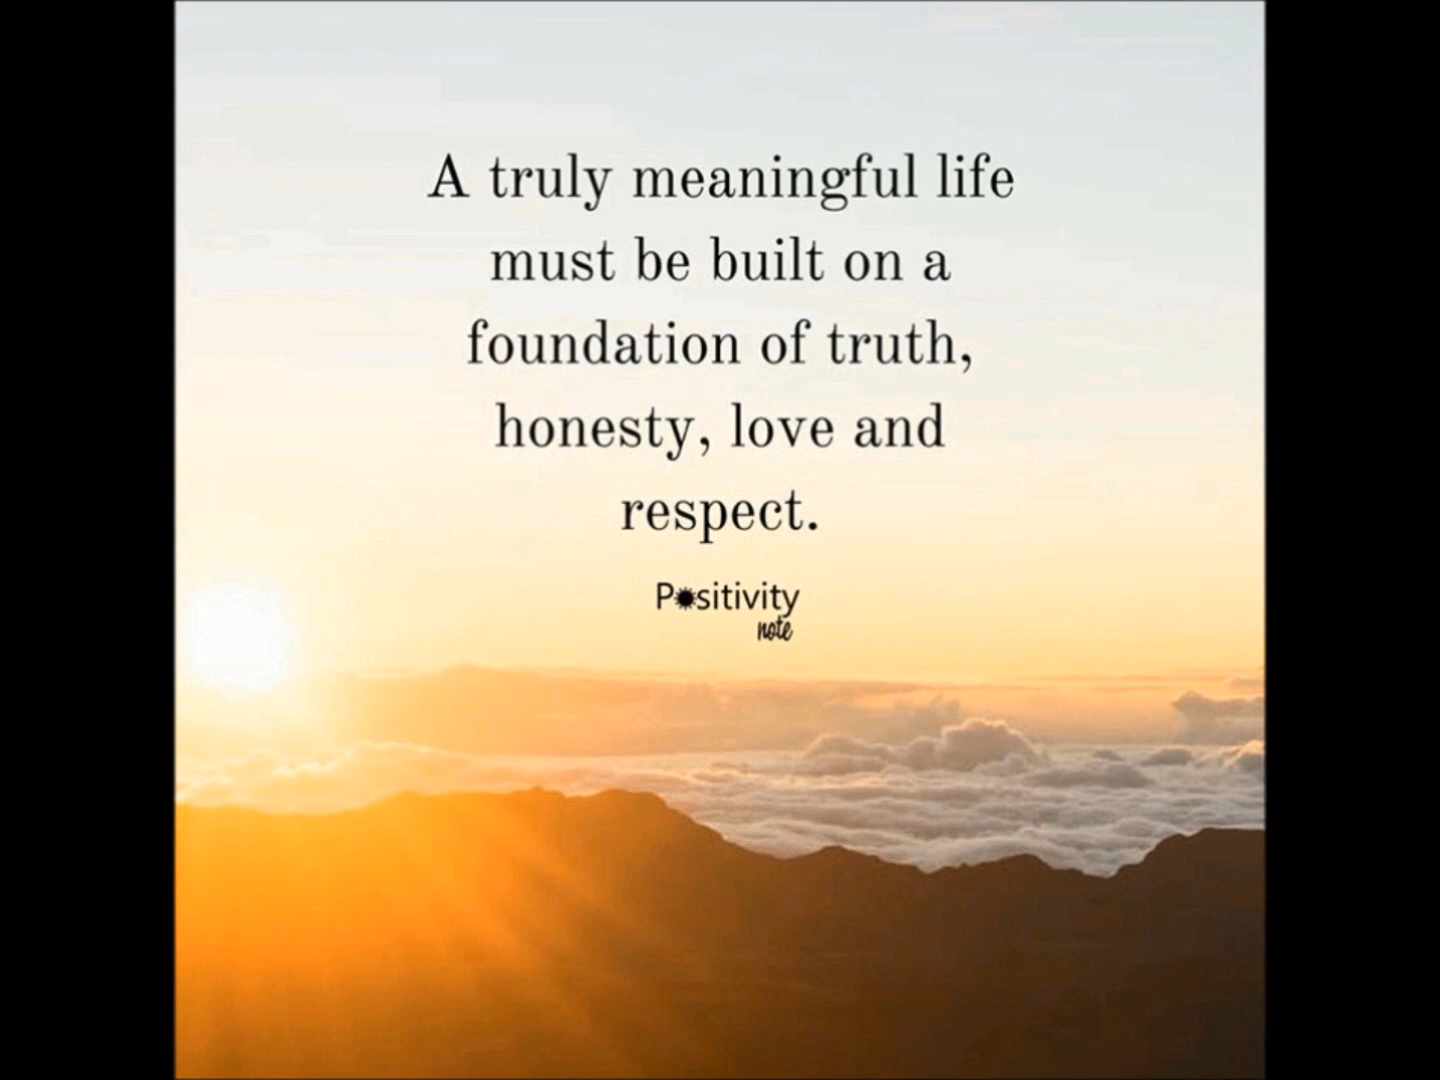 A truly meaningful life
must be built on a
foundation of truth,
honesty, love and
respect.
Positivity
note